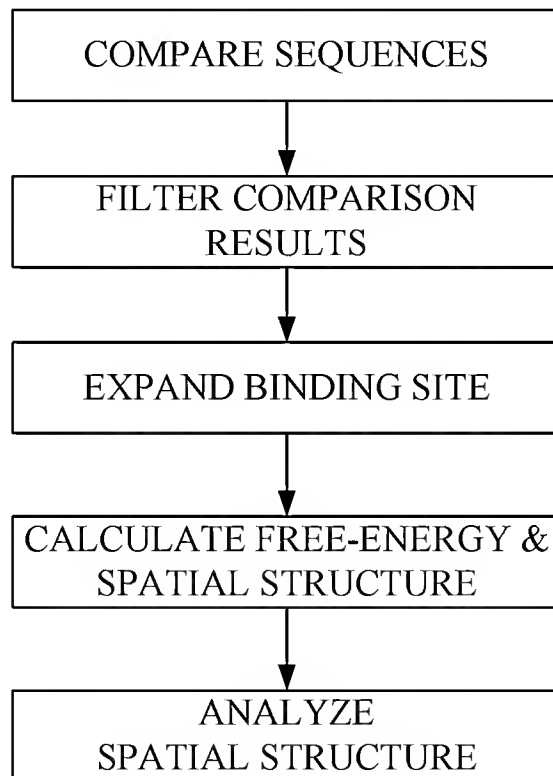 COMPARE SEQUENCES
FILTER COMPARISON
RESULTS
EXPAND BINDING SITE
CALCULATE FREE-ENERGY &
SPATIAL STRUCTURE
ANALYZE
SPATIAL STRUCTURE